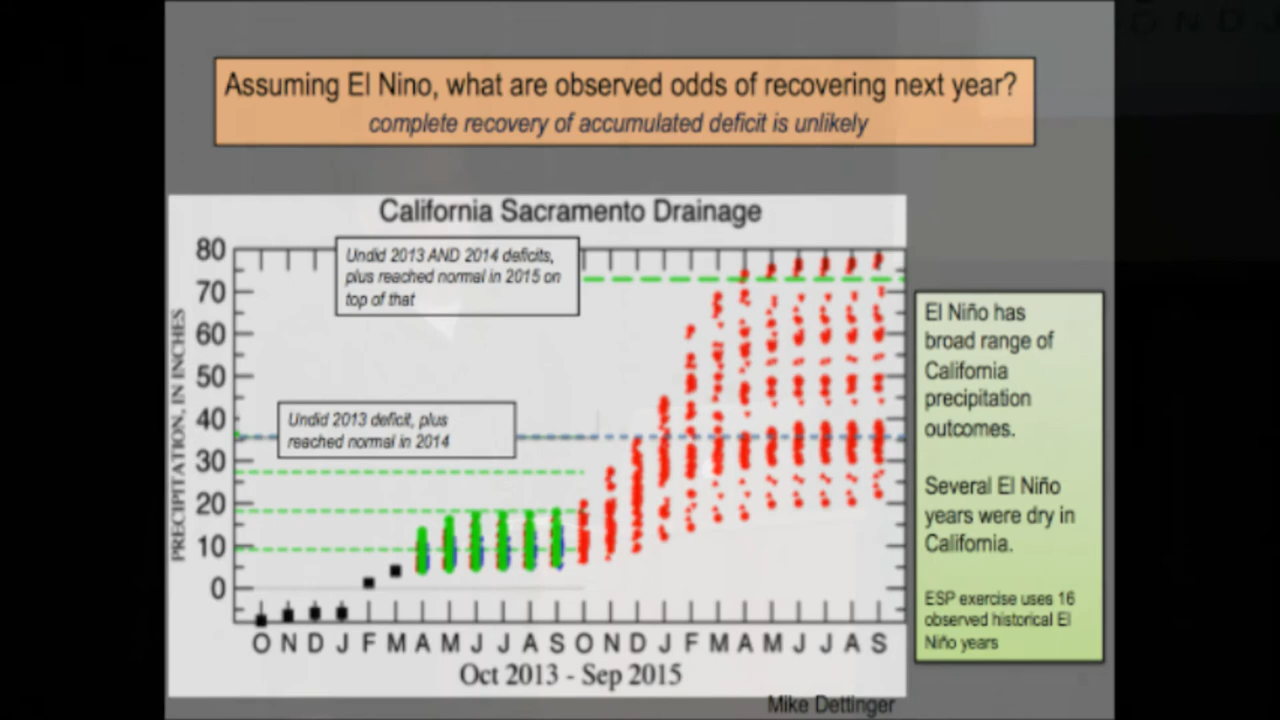 Assuming El Nino, what are observed odds of recovering next year?
complete recovery of accumulated deficit is unlikely
California Sacramento Drainage
Undid 2013 AND 2014 deficits,
plus reached normal in 2015 on
top of that
Undid 2013 deficit, plus
reached normal in 2014
PRECIPITATION, IN INCHES
80
70
60
50
40
30
20
10
0
O N D J F M A M J J A S O N D J F M A M J J A S
Oct 2013 - Sep 2015
El Niño has
broad range of
California
precipitation
outcomes.
Several El Niño
years were dry in
California.
ESP exercise uses 16
observed historical El
Niño years
Mike Dettinger